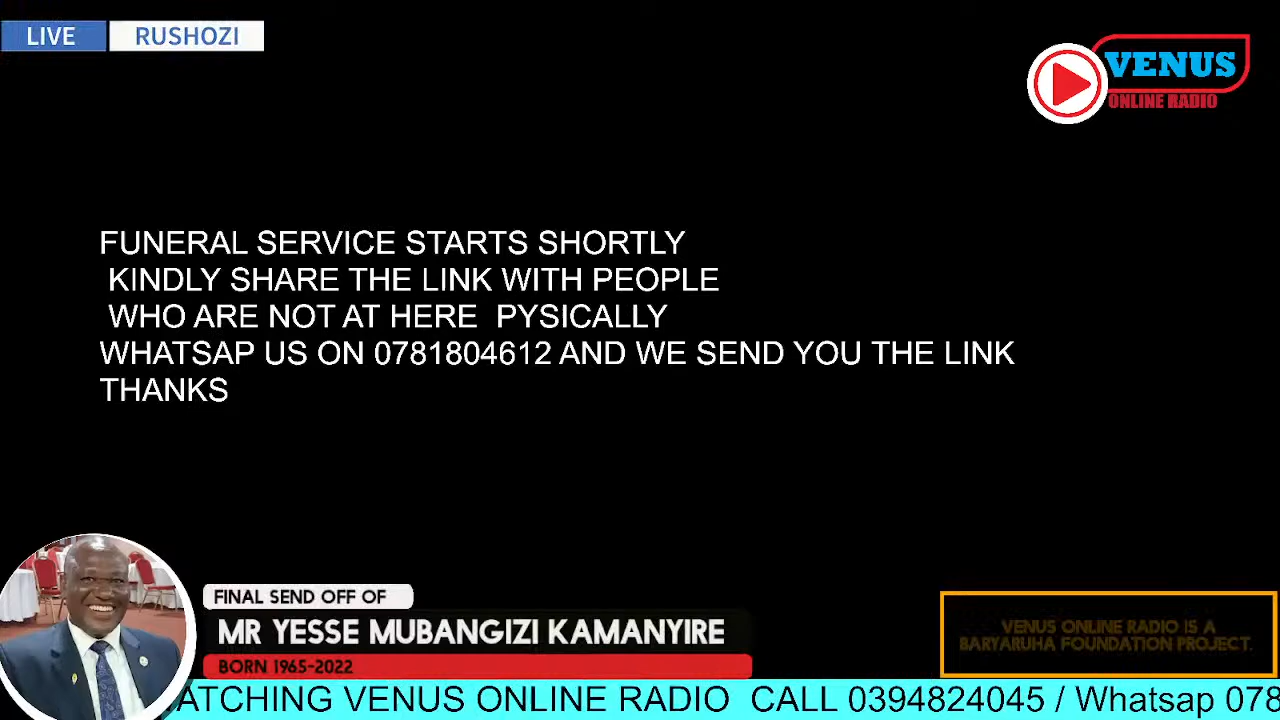 LIVE RUSHOZI
VENUS
ONLINE RADIO
FUNERAL SERVICE STARTS SHORTLY
KINDLY SHARE THE LINK WITH PEOPLE
WHO ARE NOT AT HERE PYSICALLY
WHATSAP US ON 0781804612 AND WE SEND YOU THE LINK
THANKS
FINAL SEND OFF OF
MR YESSE MUBANGIZI KAMANYIRE
BORN 1965-2022
VENUS ONLINE RADIO IS A
BARYARUHA FOUNDATION PROJECT.
ATCHING VENUS ONLINE RADIO CALL 0394824045 / Whatsap 078